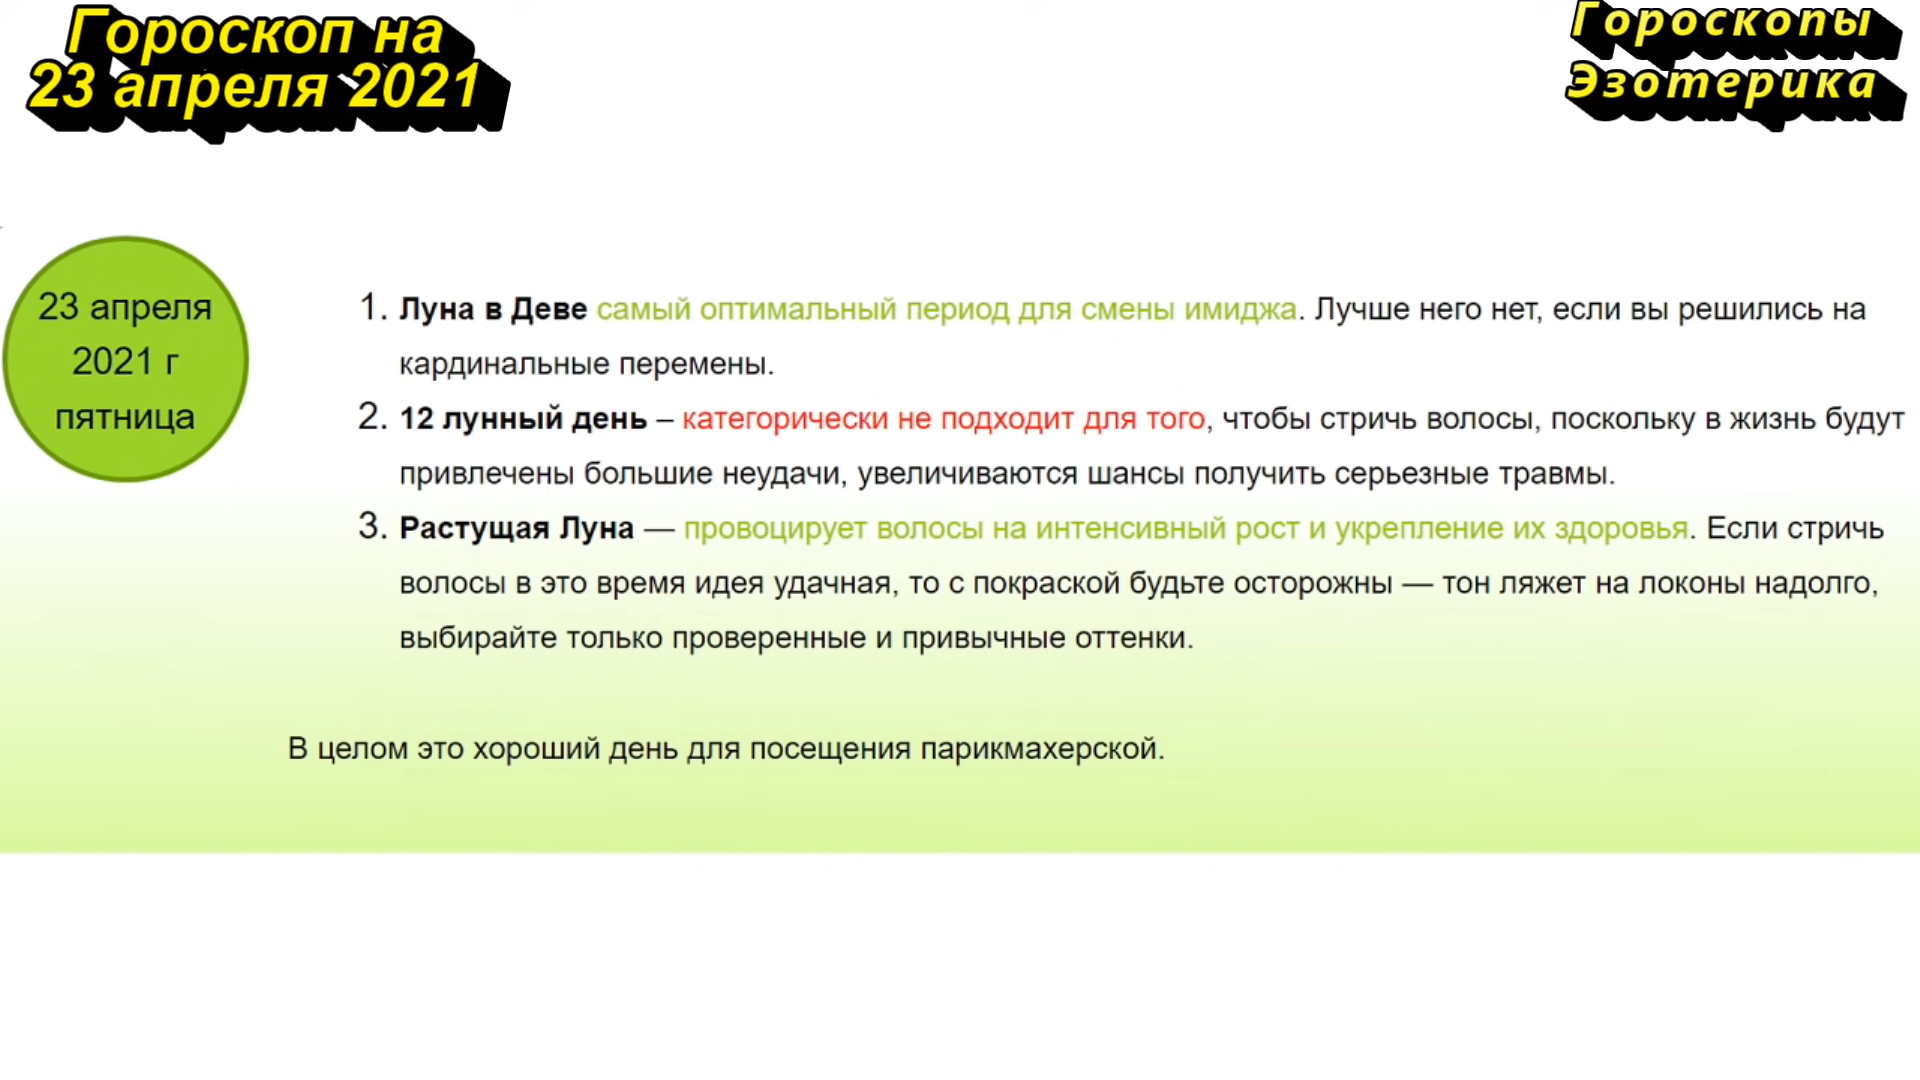 Гороскоп на
23 апреля 2021
Гороскопы
Эзотерика
23 апреля
2021 г
пятница
1. Луна в Деве самый оптимальный период для смены имиджа. Лучше него нет, если вы решились на
кардинальные перемены.
2. 12 лунный день – категорически не подходит для того, чтобы стричь волосы, поскольку в жизнь будут
привлечены большие неудачи, увеличиваются шансы получить серьезные травмы.
3. Растущая Луна — провоцирует волосы на интенсивный рост и укрепление их здоровья. Если стричь
волосы в это время идея удачная, то с покраской будьте осторожны — тон ляжет на локоны надолго,
выбирайте только проверенные и привычные оттенки.
В целом это хороший день для посещения парикмахерской.